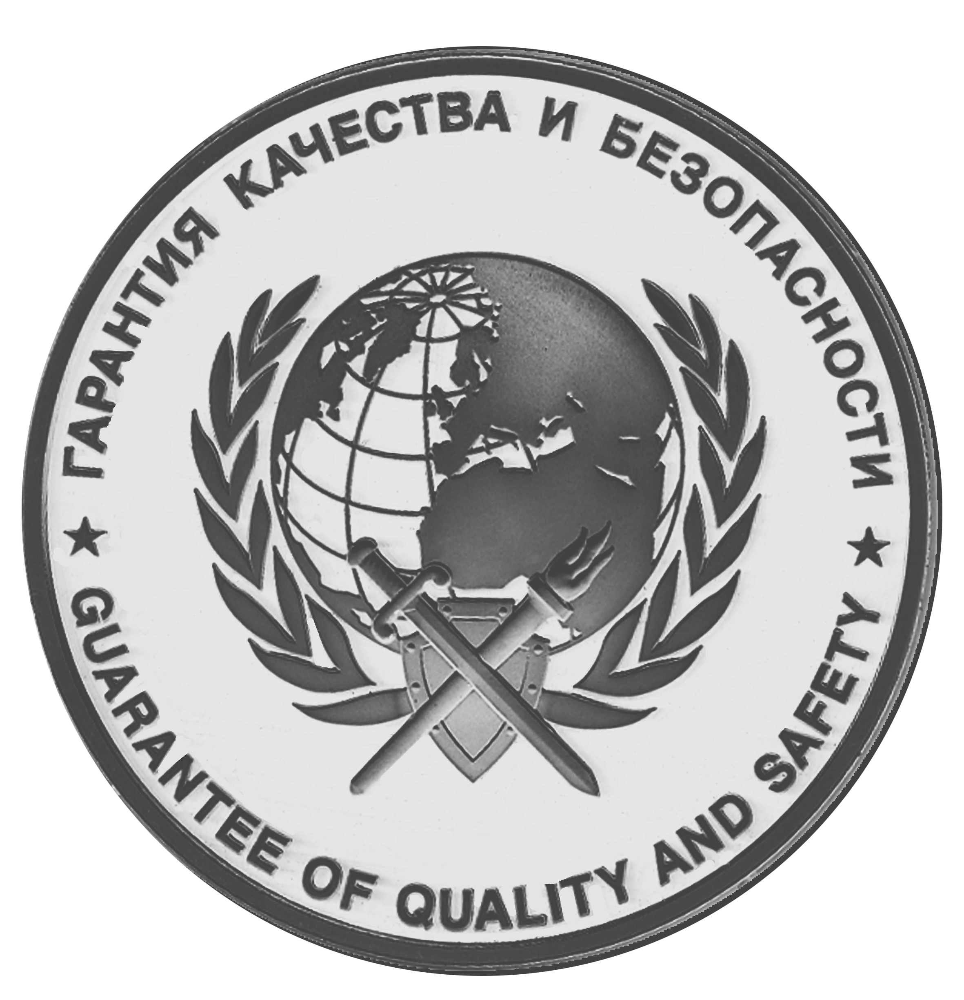 ГАРАНТИЯ КАЧЕСТВА И БЕЗОПАСНОСТИ
GUARANTEE OF QUALITY AND SAFETY